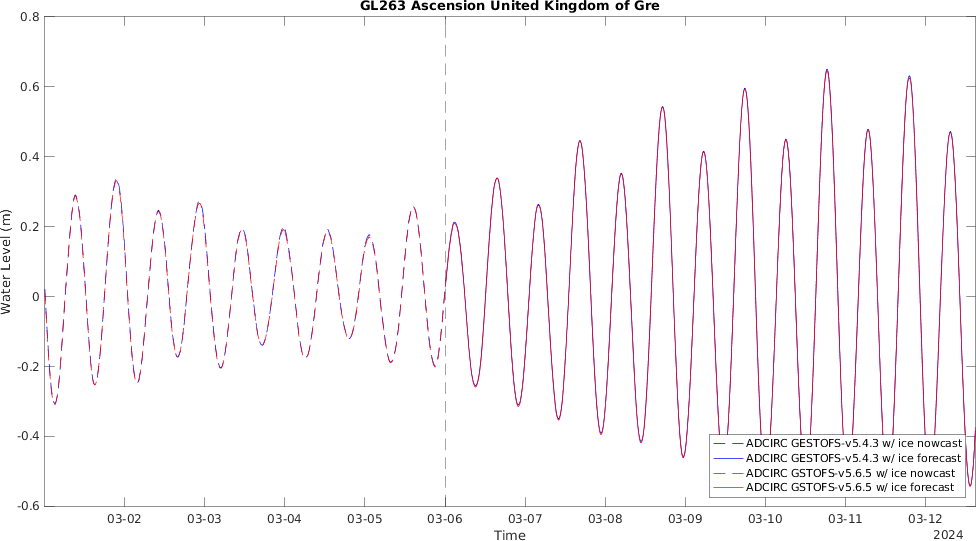 GL263 Ascension United Kingdom of Gre
0.8
0.6
0.4
0.2
0
-0.2
-0.4
-0.6
Water Level (m)
ADCIRC GESTOFS-v5.4.3 w/ ice nowcast
ADCIRC GESTOFS-v5.4.3 w/ ice forecast
ADCIRC GSTOFS-v5.6.5 w/ ice nowcast
ADCIRC GSTOFS-v5.6.5 w/ ice forecast
03-02 03-03 03-04 03-05 03-06 03-07 03-08 03-09 03-10 03-11 03-12
Time
2024